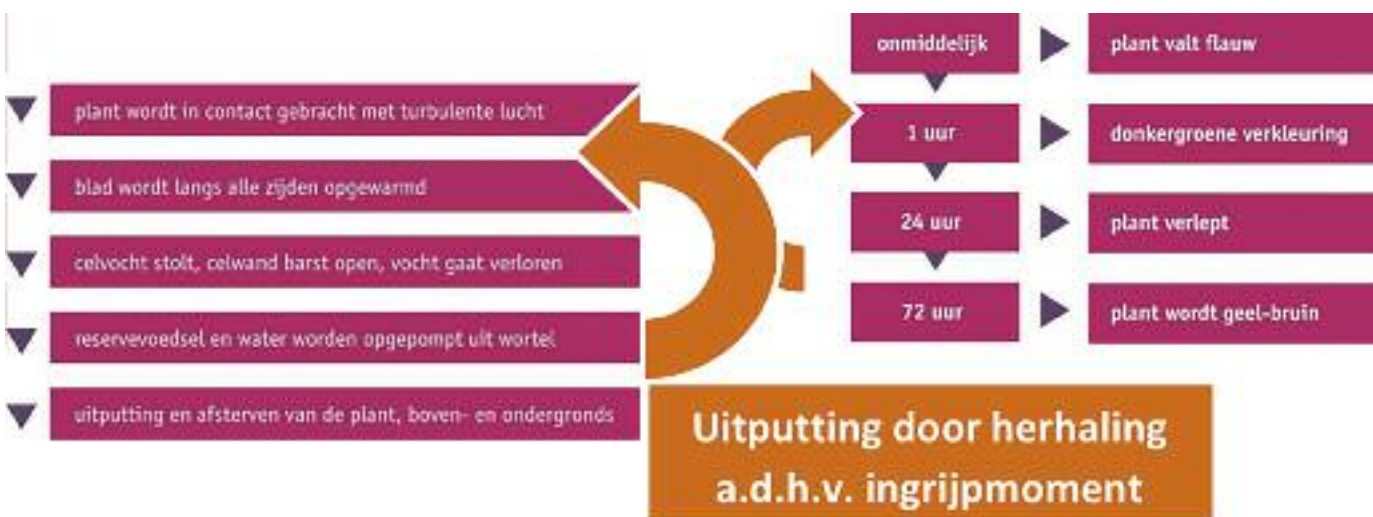 plant wordt in contact gebracht met turbulente lucht
blad wordt langs alle zijden opgewarmd
celvocht stolt, celwand barst open, vocht gaat verloren
reservevoedsel en water worden opgepompt uit wortel
uitputting en afsterven van de plant, boven- en ondergronds
onmiddelijk
plant valt flauw
1 uur
donkergroene verkleuring
24 uur
plant verlept
72 uur
plant wordt geel-bruin
Uitputting door herhaling
a.d.h.v. ingrijpmoment